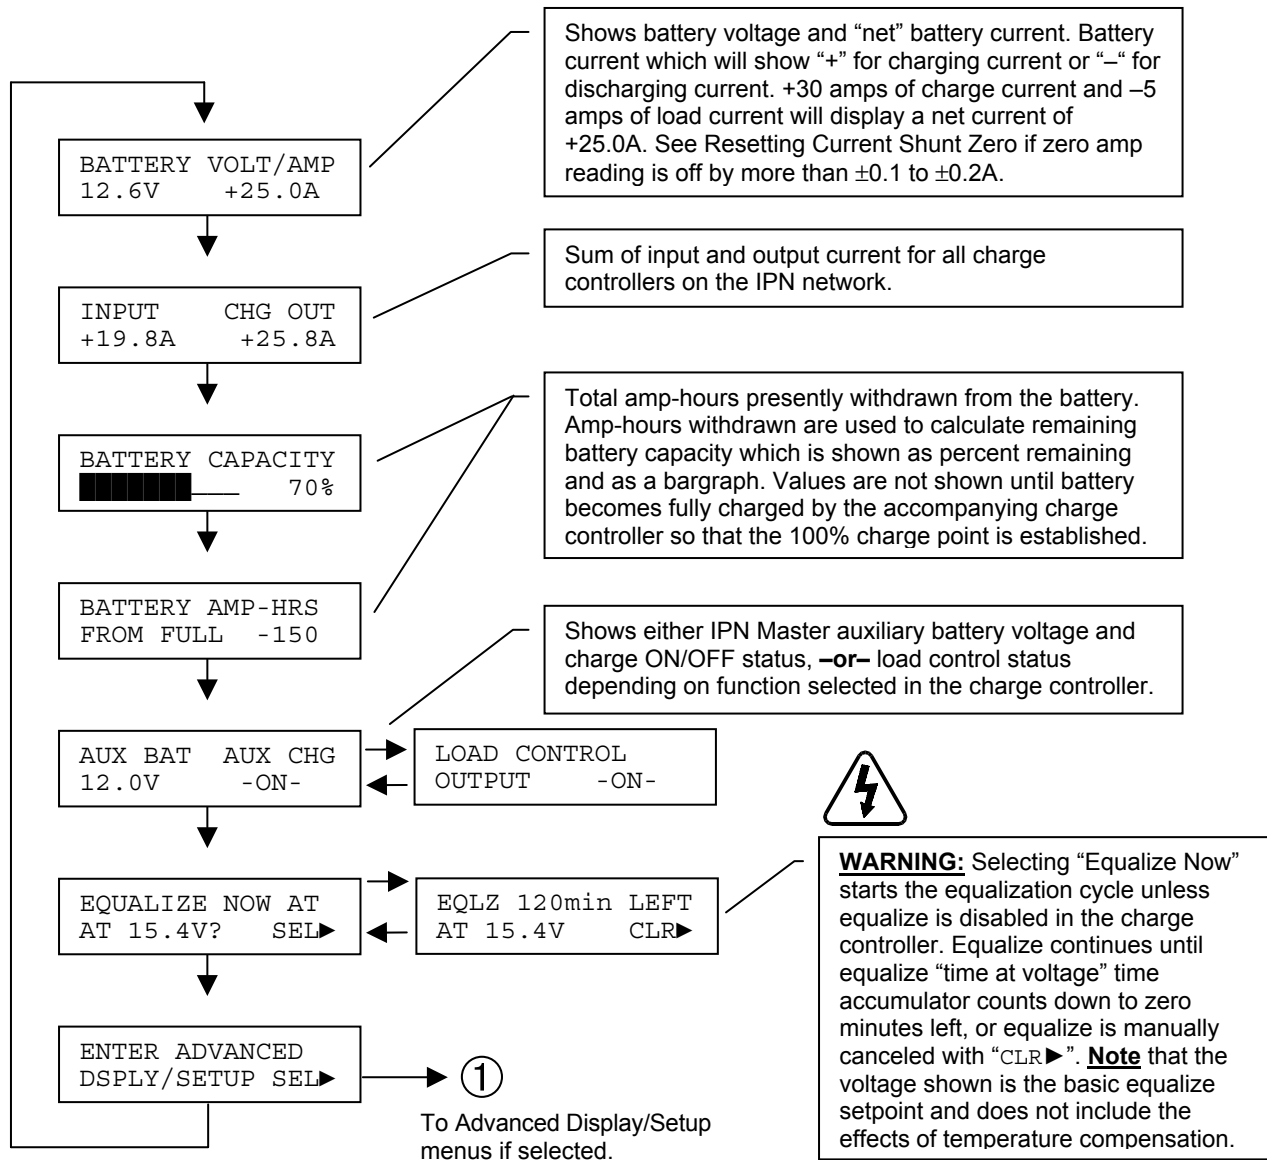 Shows battery voltage and “net” battery current. Battery
current which will show “+” for charging current or “–“ for
discharging current. +30 amps of charge current and –5
amps of load current will display a net current of
+25.0A. See Resetting Current Shunt Zero if zero amp
reading is off by more than ±0.1 to ±0.2A.
BATTERY VOLT/AMP
12.6V +25.0A
Sum of input and output current for all charge
controllers on the IPN network.
INPUT CHG OUT
+19.8A +25.8A
Total amp-hours presently withdrawn from the battery.
Amp-hours withdrawn are used to calculate remaining
battery capacity which is shown as percent remaining
and as a bargraph. Values are not shown until battery
becomes fully charged by the accompanying charge
controller so that the 100% charge point is established.
BATTERY CAPACITY
70%
BATTERY AMP-HRS
FROM FULL -150
Shows either IPN Master auxiliary battery voltage and
charge ON/OFF status, –or– load control status
depending on function selected in the charge controller.
AUX BAT AUX CHG
12.0V -ON-
LOAD CONTROL
OUTPUT -ON-
EQUALIZE NOW AT
AT 15.4V? SEL►
EQLZ 120min LEFT
AT 15.4V CLR►
WARNING: Selecting “Equalize Now”
starts the equalization cycle unless
equalize is disabled in the charge
controller. Equalize continues until
equalize “time at voltage” time
accumulator counts down to zero
minutes left, or equalize is manually
canceled with “CLR►”. Note that the
voltage shown is the basic equalize
setpoint and does not include the
effects of temperature compensation.
ENTER ADVANCED
DSPLY/SETUP SEL►
1
To Advanced Display/Setup
menus if selected.